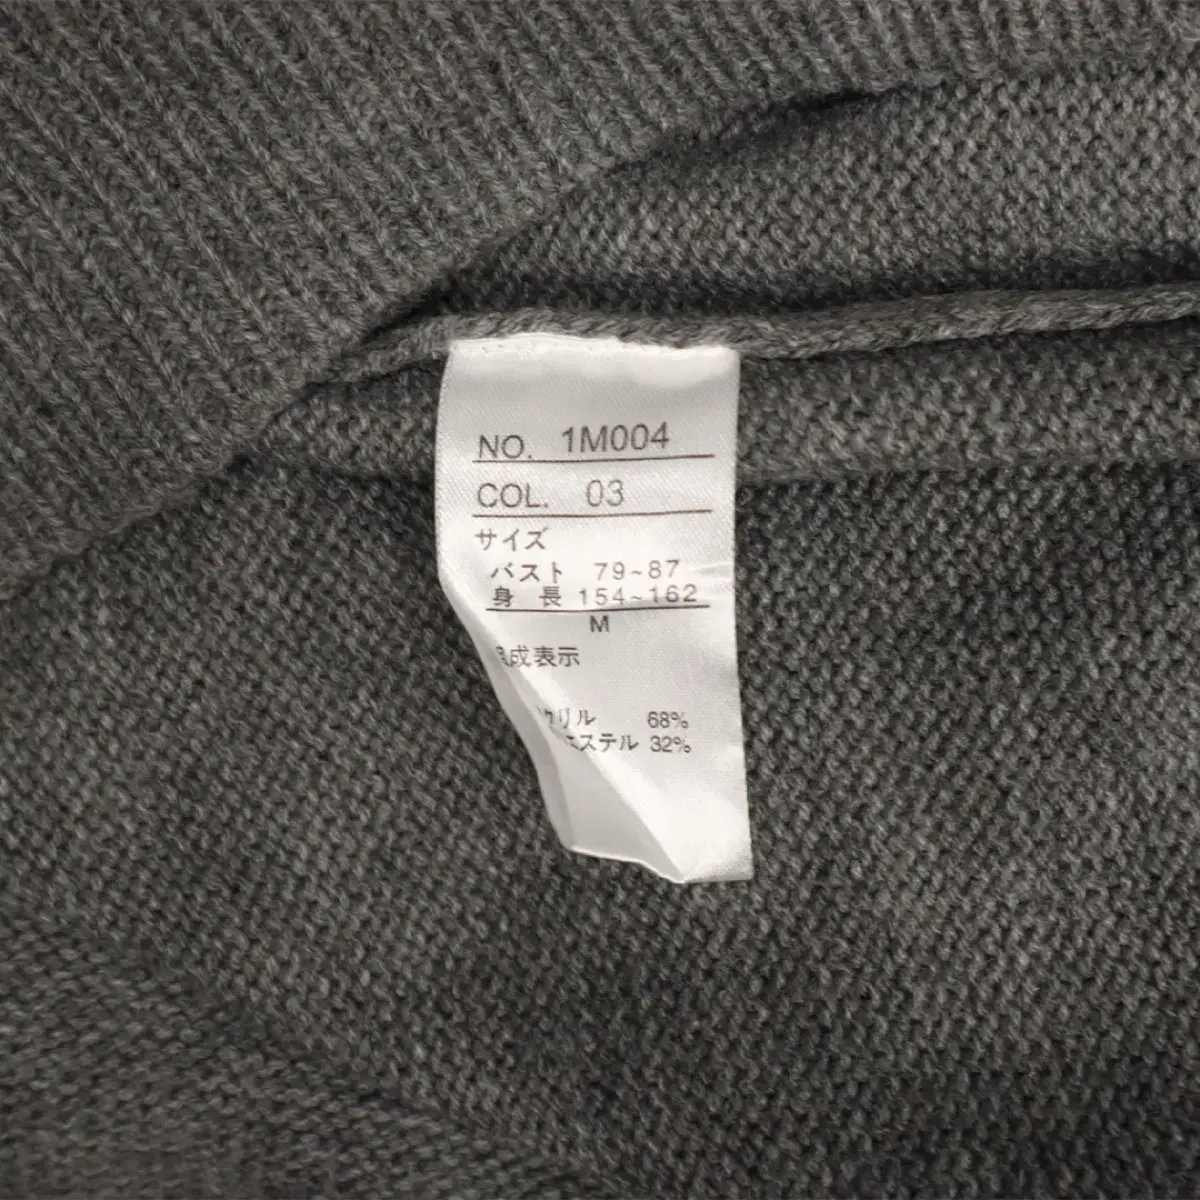 NO. 1M004
COL. 03
サイズ
バスト 79~87
身長 154~162
M
成表示
クリル 68%
エステル 32%